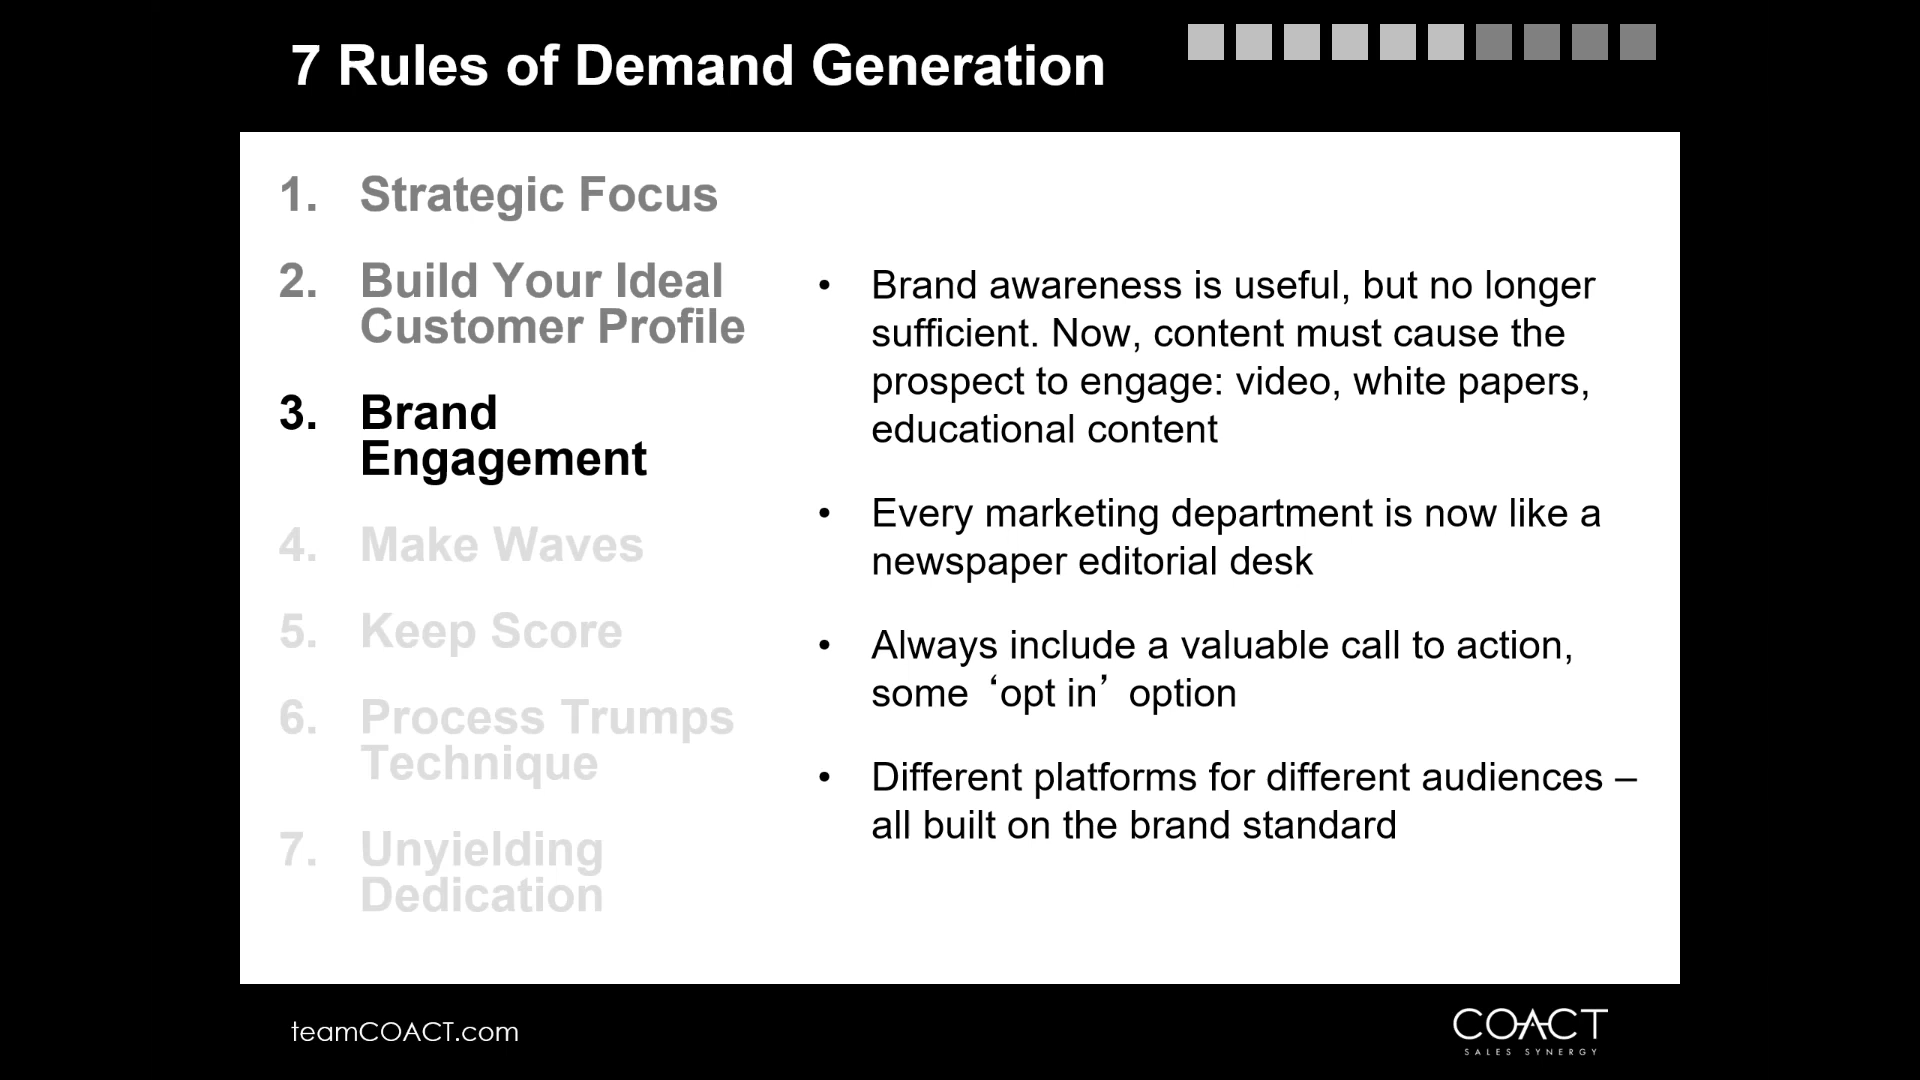 7 Rules of Demand Generation
1. Strategic Focus
2. Build Your Ideal
Customer Profile
3. Brand
Engagement
4. Make Waves
5. Keep Score
6. Process Trumps
Technique
7. Unyielding
Dedication
• Brand awareness is useful, but no longer
sufficient. Now, content must cause the
prospect to engage: video, white papers,
educational content
• Every marketing department is now like a
newspaper editorial desk
• Always include a valuable call to action,
some ‘opt in’ option
• Different platforms for different audiences –
all built on the brand standard
teamCOACT.com
COACT
SALES SYNERGY